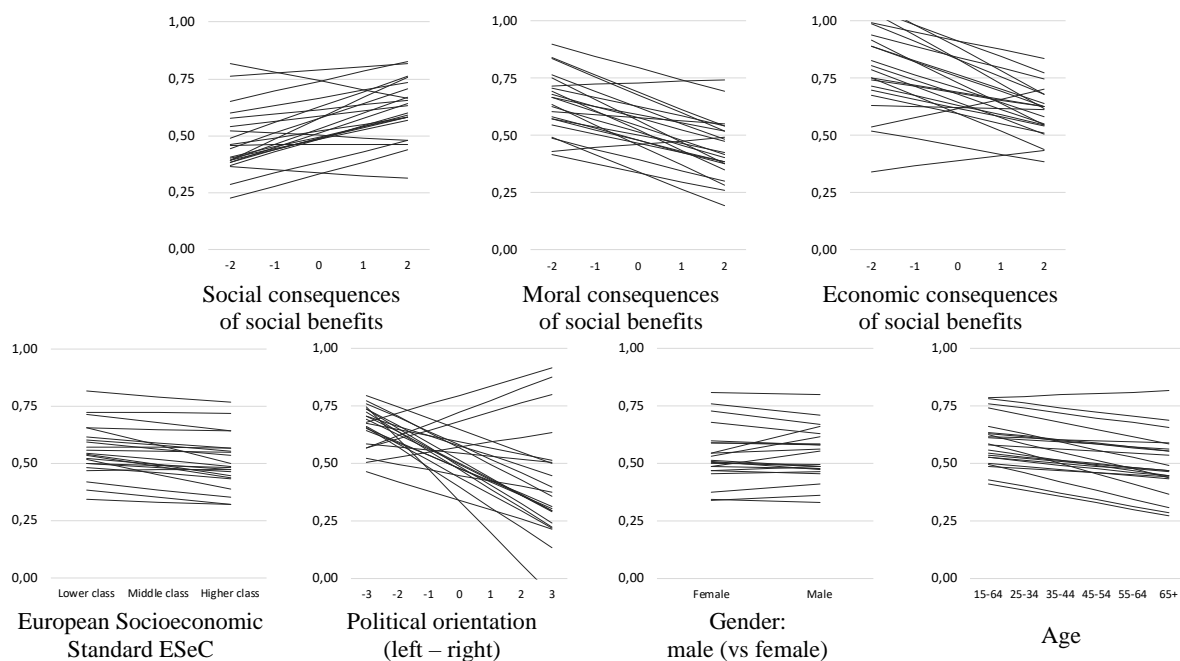 1,00 1,00 1,00
0,75 0,75 0,75
0,50 0,50 0,50
0,25 0,25 0,25
0,00 0,00 0,00
-2 -1 0 1 2 -2 -1 0 1 2 -2 -1 0 1 2
Social consequences Moral consequences Economic consequences
of social benefits of social benefits of social benefits
1,00 1,00 1,00 1,00
0,75 0,75 0,75 0,75
0,50 0,50 0,50 0,50
0,25 0,25 0,25 0,25
0,00 0,00 0,00 0,00
Lower class Middle class Higher class -3 -2 -1 0 1 2 3 Female Male 15-64 25-34 35-44 45-54 55-64 65+
European Socioeconomic Political orientation Gender: Age
Standard ESeC (left – right) male (vs female)